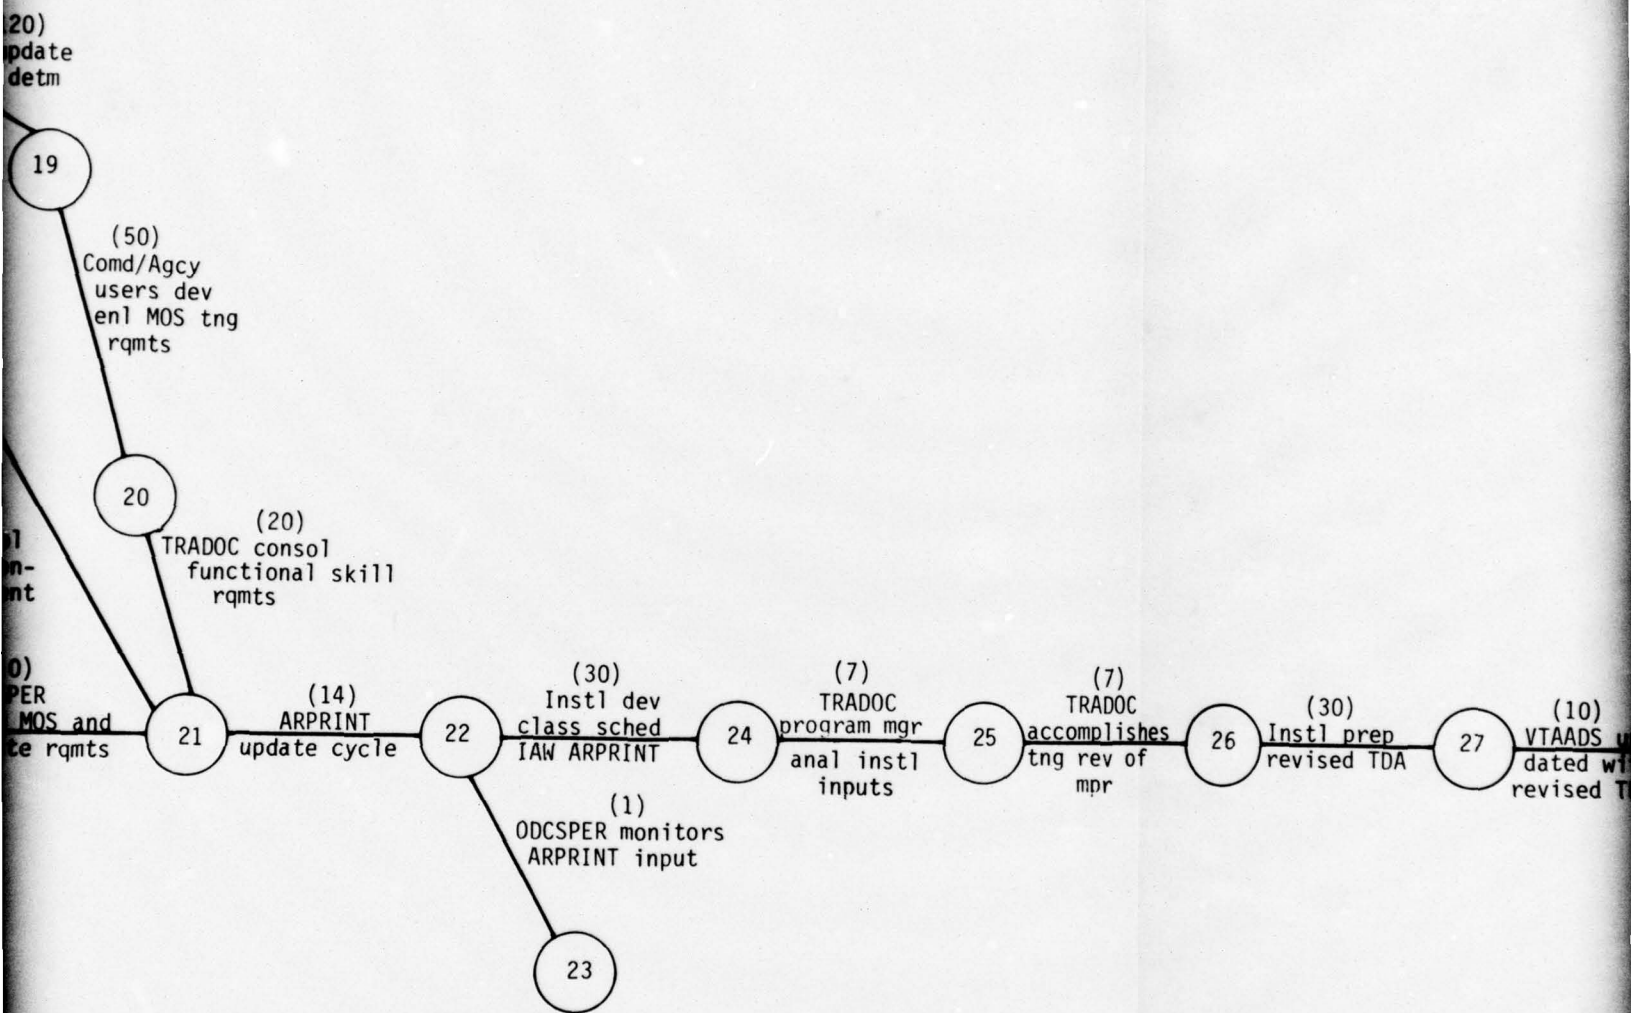 detm
19
(50)
Comd/Agcy
users dev
enl MOS tng
rqmts
20
(20)
TRADOC consol
functional skill
rqmts
MOS and
rqmts
21
(14)
ARPRINT
update cycle
22
(30)
Instl dev
class sched
IAW ARPRINT
(1)
ODCSPER monitors
ARPRINT input
23
24
(7)
TRADOC
program mgr
anal instl
inputs
25
(7)
TRADOC
accomplishes
tng rev of
mpr
26
(30)
Instl prep
revised TDA
27
(10)
VTAADS
dated
revised